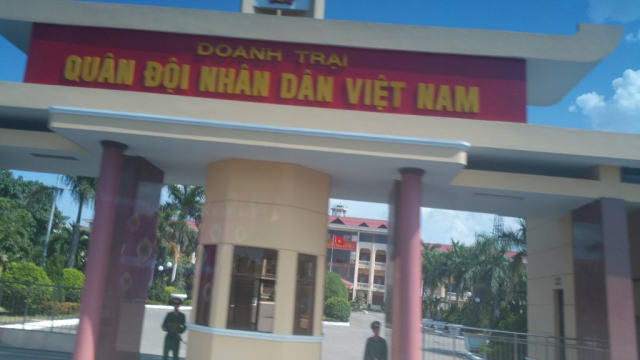 DOANH TRẠI
QUÂN ĐỘI NHÂN DÂN VIỆT NAM